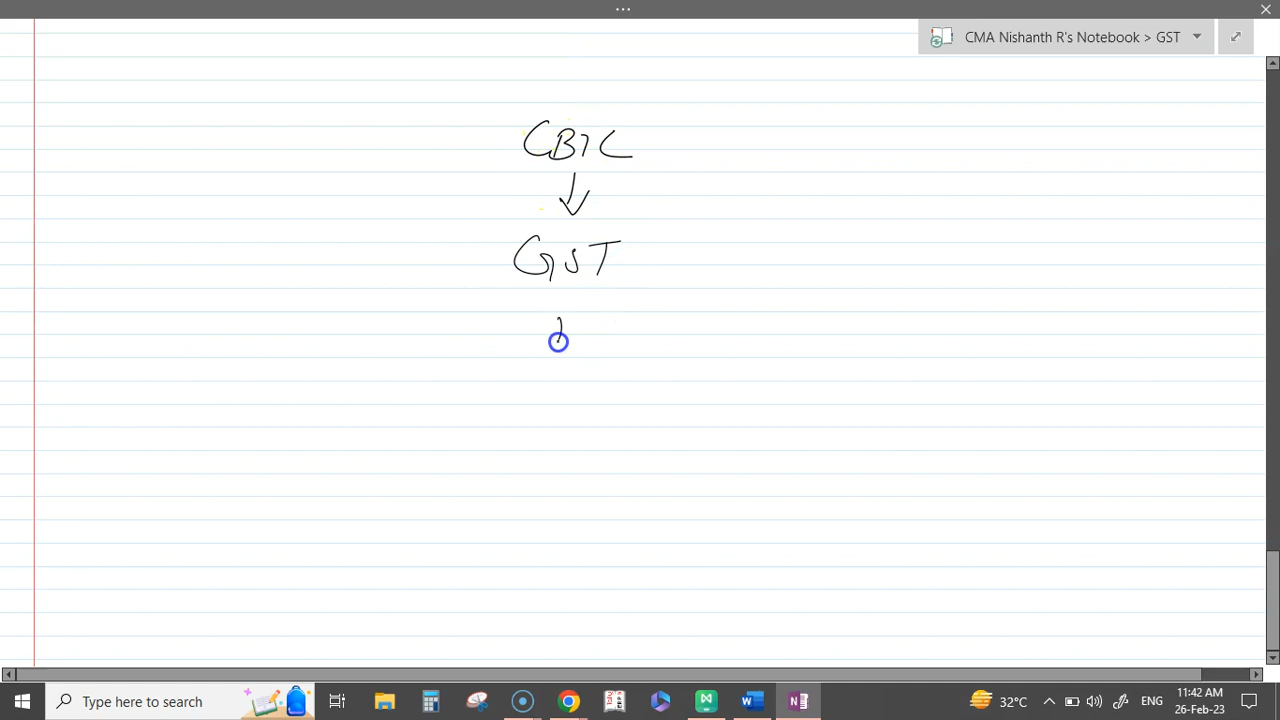 ...
CMA Nishanth R's Notebook > GST
CBIC
GST
Type here to search
32°C
ENG
11:42 AM
26-Feb-23